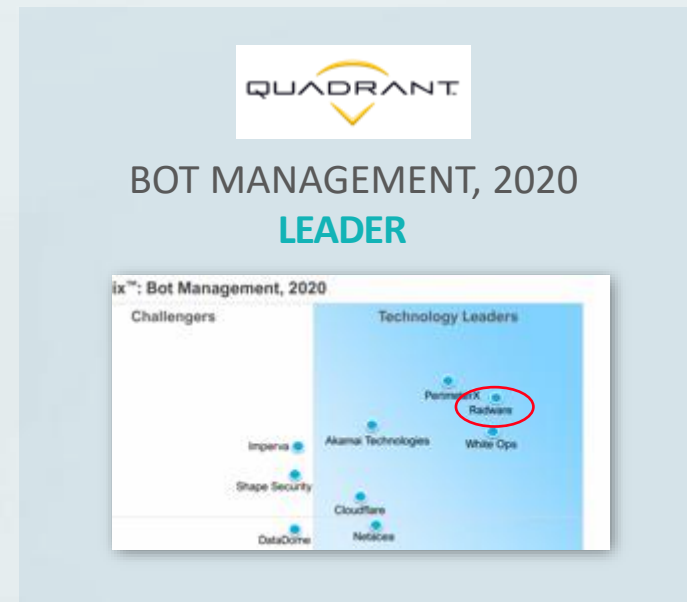 QUADRANT
BOT MANAGEMENT, 2020
LEADER
ix™: Bot Management, 2020
Challengers
Technology Leaders
PerimeterX
Radware
Akamai Technologies
White Ops
Imperva
Shape Security
Cloudflare
DataDome
Netacea